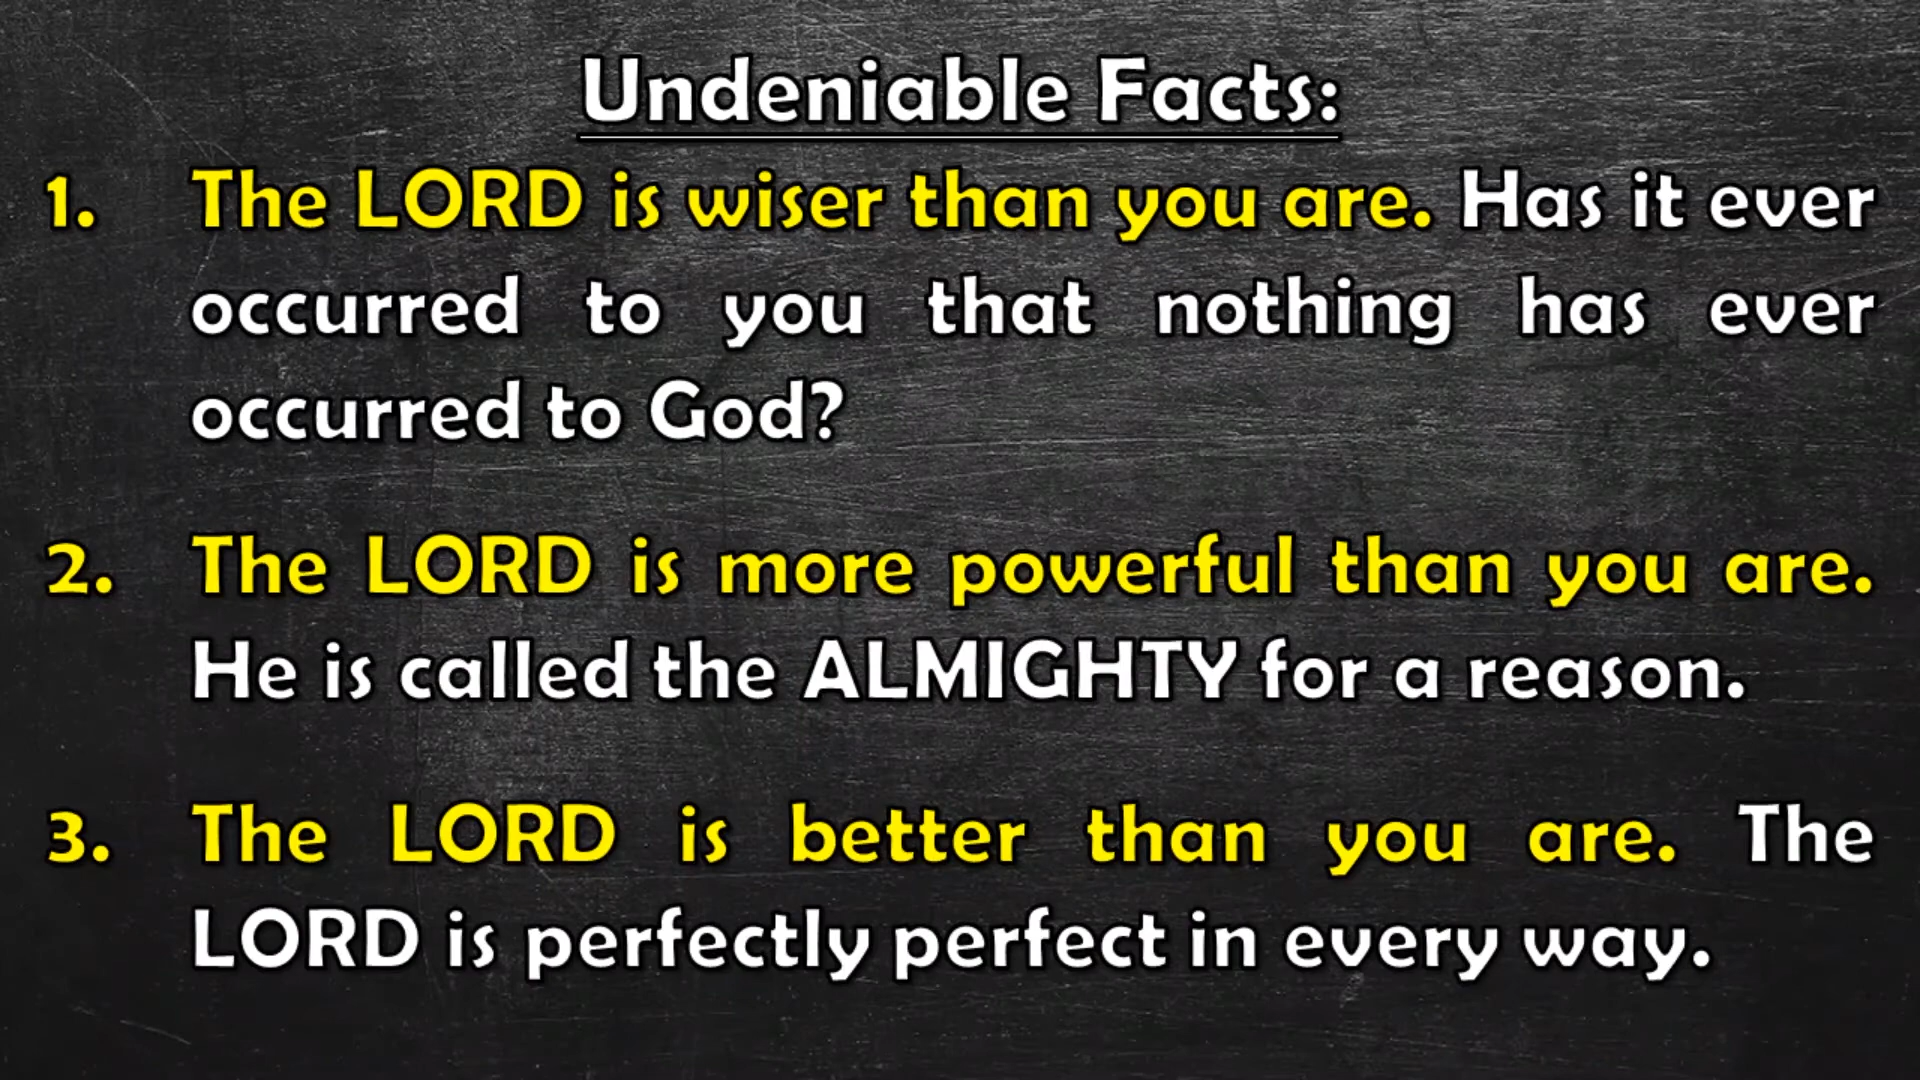 Undeniable Facts:
1. The LORD is wiser than you are. Has it ever
occurred to you that nothing has ever
occurred to God?
2. The LORD is more powerful than you are.
He is called the ALMIGHTY for a reason.
3. The LORD is better than you are. The
LORD is perfectly perfect in every way.